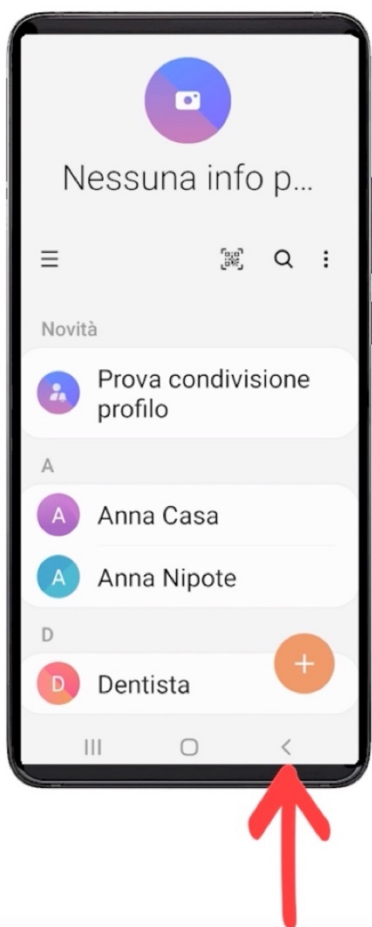 Nessuna info p...
Novità
Prova condivisione
profilo
A
A Anna Casa
A Anna Nipote
D
D Dentista